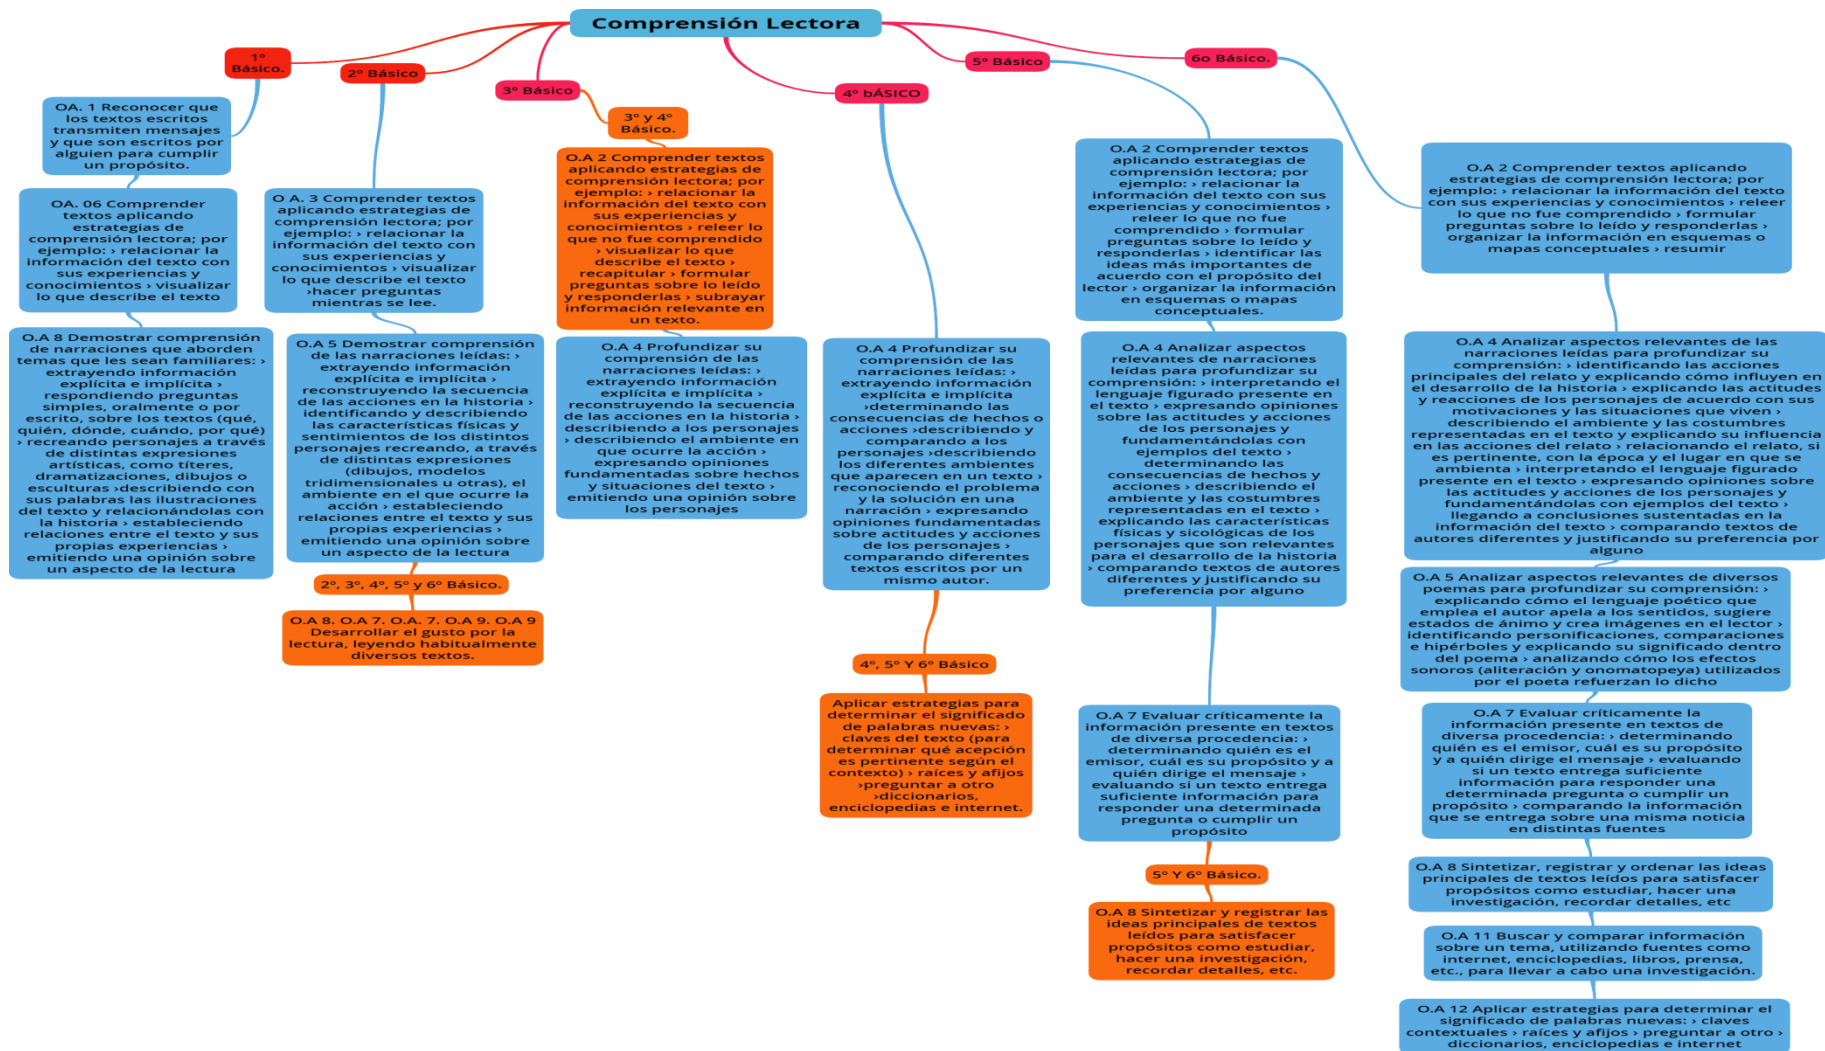 Comprensión Lectora
1º
Básico.
OA. 1 Reconocer que
los textos escritos
transmiten mensajes
y que son escritos por
alguien para cumplir
un propósito.
OA. 06 Comprender
textos aplicando
estrategias de
comprensión lectora; por
ejemplo: › relacionar la
información del texto con
sus experiencias y
conocimientos › visualizar
lo que describe el texto
O.A 8 Demostrar comprensión
de narraciones que aborden
temas que les sean familiares: ›
extrayendo información
explícita e implícita ›
respondiendo preguntas
simples, oralmente o por
escrito, sobre los textos (qué,
quién, dónde, cuándo, por qué)
› recreando personajes a través
de distintas expresiones
artísticas, como títeres,
dramatizaciones, dibujos o
esculturas ›describiendo con
sus palabras las ilustraciones
del texto y relacionándolas con
la historia › estableciendo
relaciones entre el texto y sus
propias experiencias ›
emitiendo una opinión sobre
un aspecto de la lectura
2º Básico
O A. 3 Comprender textos
aplicando estrategias de
comprensión lectora; por
ejemplo: › relacionar la
información del texto con
sus experiencias y
conocimientos › visualizar
lo que describe el texto
›hacer preguntas
mientras se lee.
O.A 5 Demostrar comprensión
de las narraciones leídas: ›
extrayendo información
explícita e implícita ›
reconstruyendo la secuencia
de las acciones en la historia ›
identificando y describiendo
las características físicas y
sentimientos de los distintos
personajes recreando, a través
de distintas expresiones
(dibujos, modelos
tridimensionales u otras), el
ambiente en el que ocurre la
acción › estableciendo
relaciones entre el texto y sus
propias experiencias ›
emitiendo una opinión sobre
un aspecto de la lectura
2º, 3º, 4º, 5º y 6º Básico.
O.A 8. O.A 7. O.A. 7. O.A 9. O.A 9
Desarrollar el gusto por la
lectura, leyendo habitualmente
diversos textos.
3º Básico
3º y 4º
Básico.
O.A 2 Comprender textos
aplicando estrategias de
comprensión lectora; por
ejemplo: › relacionar la
información del texto con
sus experiencias y
conocimientos › releer lo
que no fue comprendido
› visualizar lo que
describe el texto ›
recapitular › formular
preguntas sobre lo leído
y responderlas › subrayar
información relevante en
un texto.
O.A 4 Profundizar su
comprensión de las
narraciones leídas: ›
extrayendo información
explícita e implícita ›
reconstruyendo la secuencia
de las acciones en la historia ›
describiendo a los personajes
› describiendo el ambiente en
que ocurre la acción ›
expresando opiniones
fundamentadas sobre hechos
y situaciones del texto ›
emitiendo una opinión sobre
los personajes
4º bÁSICO
O.A 4 Profundizar su
comprensión de las
narraciones leídas: ›
extrayendo información
explícita e implícita
›determinando las
consecuencias de hechos o
acciones ›describiendo y
comparando a los
personajes ›describiendo
los diferentes ambientes
que aparecen en un texto ›
reconociendo el problema
y la solución en una
narración › expresando
opiniones fundamentadas
sobre actitudes y acciones
de los personajes ›
comparando diferentes
textos escritos por un
mismo autor.
4º, 5º Y 6º Básico
Aplicar estrategias para
determinar el significado
de palabras nuevas: ›
claves del texto (para
determinar qué acepción
es pertinente según el
contexto) › raíces y afijos
›preguntar a otro
›diccionarios,
enciclopedias e internet.
5º Básico
O.A 2 Comprender textos
aplicando estrategias de
comprensión lectora; por
ejemplo: › relacionar la
información del texto con sus
experiencias y conocimientos ›
releer lo que no fue
comprendido › formular
preguntas sobre lo leído y
responderlas › identificar las
ideas más importantes de
acuerdo con el propósito del
lector › organizar la información
en esquemas o mapas
conceptuales.
O.A 4 Analizar aspectos
relevantes de narraciones
leídas para profundizar su
comprensión: › interpretando el
lenguaje figurado presente en
el texto › expresando opiniones
sobre las actitudes y acciones
de los personajes y
fundamentándolas con
ejemplos del texto ›
determinando las
consecuencias de hechos y
acciones › describiendo el
ambiente y las costumbres
representadas en el texto ›
explicando las características
físicas y sicológicas de los
personajes que son relevantes
para el desarrollo de la historia
› comparando textos de autores
diferentes y justificando su
preferencia por alguno
O.A 7 Evaluar críticamente la
información presente en textos
de diversa procedencia: ›
determinando quién es el
emisor, cuál es su propósito y a
quién dirige el mensaje ›
evaluando si un texto entrega
suficiente información para
responder una determinada
pregunta o cumplir un
propósito
5º Y 6º Básico.
O.A 8 Sintetizar y registrar las
ideas principales de textos
leídos para satisfacer
propósitos como estudiar,
hacer una investigación,
recordar detalles, etc.
6o Básico.
O.A 2 Comprender textos aplicando
estrategias de comprensión lectora; por
ejemplo: › relacionar la información del texto
con sus experiencias y conocimientos › releer
lo que no fue comprendido › formular
preguntas sobre lo leído y responderlas ›
organizar la información en esquemas o
mapas conceptuales › resumir
O.A 4 Analizar aspectos relevantes de las
narraciones leídas para profundizar su
comprensión: › identificando las acciones
principales del relato y explicando cómo influyen en
el desarrollo de la historia › explicando las actitudes
y reacciones de los personajes de acuerdo con sus
motivaciones y las situaciones que viven ›
describiendo el ambiente y las costumbres
representadas en el texto y explicando su influencia
en las acciones del relato › relacionando el relato, si
es pertinente, con la época y el lugar en que se
ambienta › interpretando el lenguaje figurado
presente en el texto › expresando opiniones sobre
las actitudes y acciones de los personajes y
fundamentándolas con ejemplos del texto ›
llegando a conclusiones sustentadas en la
información del texto › comparando textos de
autores diferentes y justificando su preferencia por
alguno
O.A 5 Analizar aspectos relevantes de diversos
poemas para profundizar su comprensión: ›
explicando cómo el lenguaje poético que
emplea el autor apela a los sentidos, sugiere
estados de ánimo y crea imágenes en el lector ›
identificando personificaciones, comparaciones
e hipérboles y explicando su significado dentro
del poema › analizando cómo los efectos
sonoros (aliteración y onomatopeya) utilizados
por el poeta refuerzan lo dicho
O.A 7 Evaluar críticamente la
información presente en textos de
diversa procedencia: › determinando
quién es el emisor, cuál es su propósito
y a quién dirige el mensaje › evaluando
si un texto entrega suficiente
información para responder una
determinada pregunta o cumplir un
propósito › comparando la información
que se entrega sobre una misma noticia
en distintas fuentes
O.A 8 Sintetizar, registrar y ordenar las ideas
principales de textos leídos para satisfacer
propósitos como estudiar, hacer una
investigación, recordar detalles, etc
O.A 11 Buscar y comparar información
sobre un tema, utilizando fuentes como
internet, enciclopedias, libros, prensa,
etc., para llevar a cabo una investigación.
O.A 12 Aplicar estrategias para determinar el
significado de palabras nuevas: › claves
contextuales › raíces y afijos › preguntar a otro ›
diccionarios, enciclopedias e internet